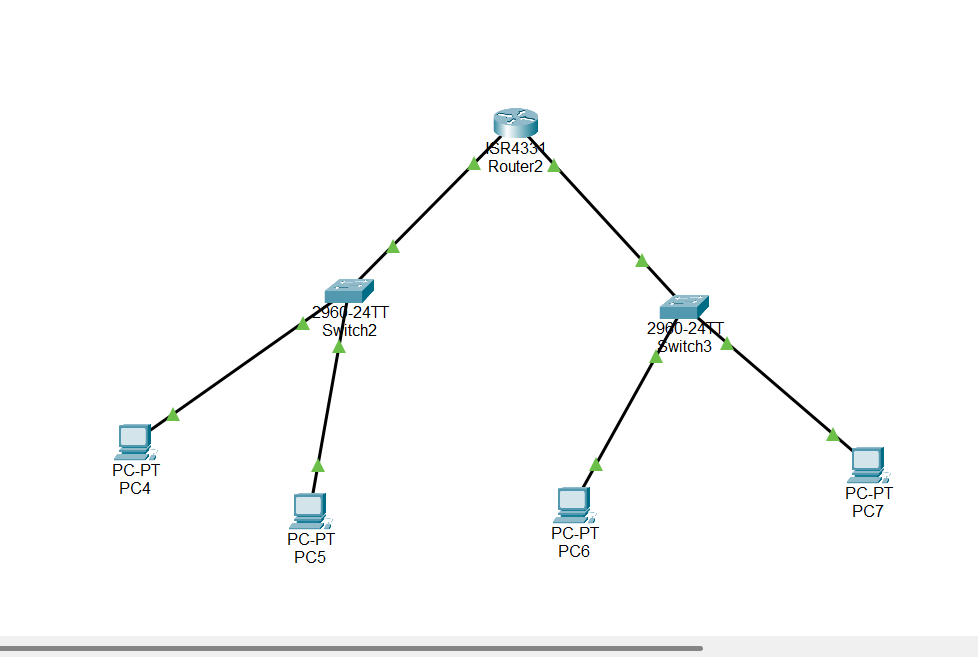 ISR4331
Router2
2960-24TT
Switch2
2960-24TT
Switch3
PC-PT
PC4
PC-PT
PC5
PC-PT
PC6
PC-PT
PC7